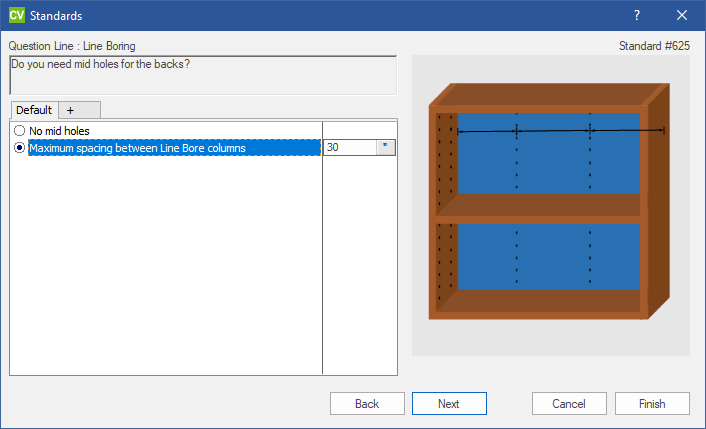 CV Standards ?
Question Line : Line Boring Standard #625
Do you need mid holes for the backs?
Default +
No mid holes
Maximum spacing between Line Bore columns 30 "
Back Next Cancel Finish